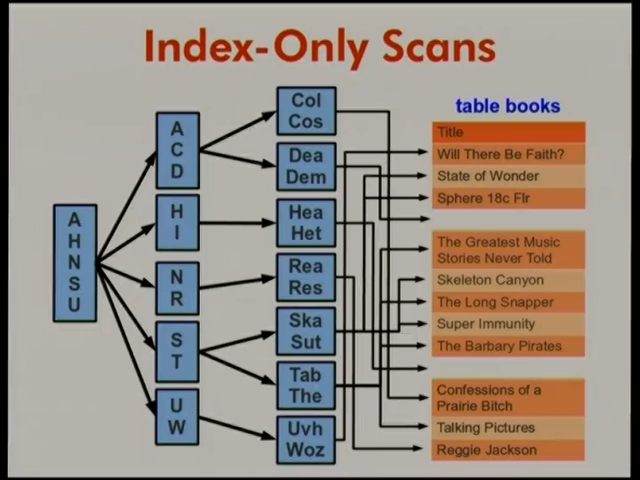 Index-Only Scans
A
H
N
S
U
A
C
D
H
I
N
R
S
T
U
W
Col
Cos
Dea
Dem
Hea
Het
Rea
Res
Ska
Sut
Tab
The
Uvh
Woz
table books
Title
Will There Be Faith?
State of Wonder
Sphere 18c Flr
The Greatest Music
Stories Never Told
Skeleton Canyon
The Long Snapper
Super Immunity
The Barbary Pirates
Confessions of a
Prairie Bitch
Talking Pictures
Reggie Jackson